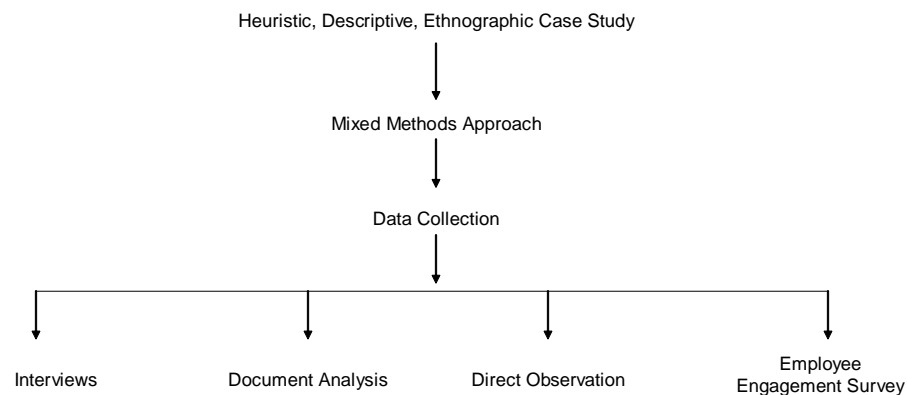 Heuristic, Descriptive, Ethnographic Case Study
Mixed Methods Approach
Data Collection
Interviews
Document Analysis
Direct Observation
Employee
Engagement Survey